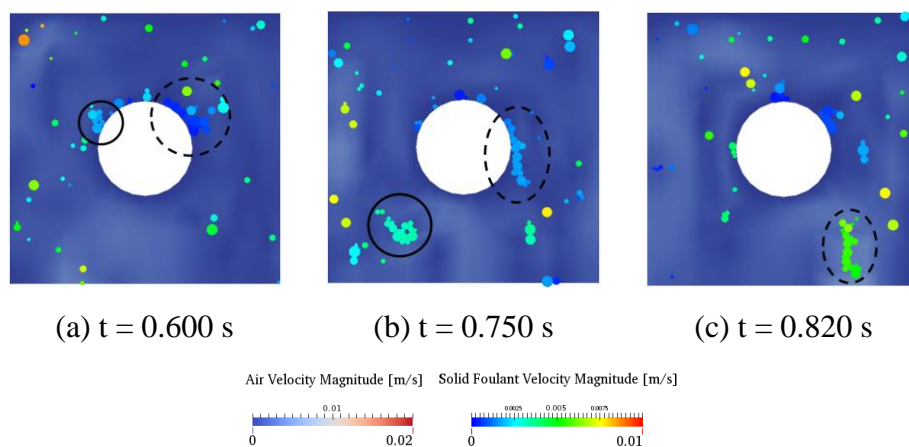 (a) t = 0.600 s (b) t = 0.750 s (c) t = 0.820 s
Air Velocity Magnitude [m/s] Solid Foulant Velocity Magnitude [m/s]
0.01 0.0025 0.005 0.0075
0 0.02 0 0.01